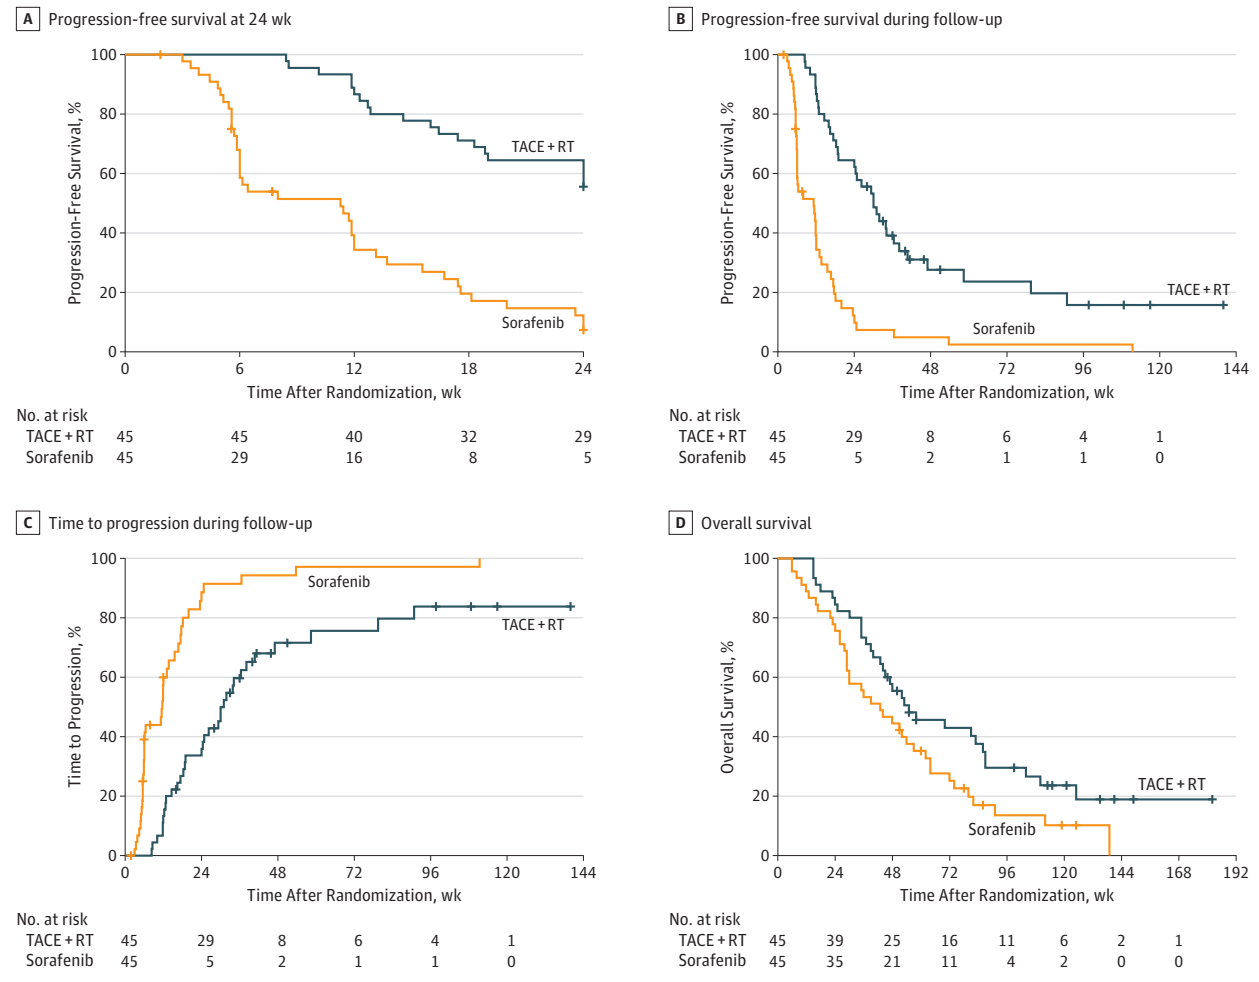 A Progression-free survival at 24 wk
100
80
60
40
20
0
Progression-Free Survival, %
TACE + RT
Sorafenib
0 6 12 18 24
Time After Randomization, wk
No. at risk
TACE + RT 45 45 40 32 29
Sorafenib 45 29 16 8 5
B Progression-free survival during follow-up
100
80
60
40
20
0
Progression-Free Survival, %
TACE + RT
Sorafenib
0 24 48 72 96 120 144
Time After Randomization, wk
No. at risk
TACE + RT 45 29 8 6 4 1
Sorafenib 45 5 2 1 1 0
C Time to progression during follow-up
100
80
60
40
20
0
Time to Progression, %
Sorafenib
TACE + RT
0 24 48 72 96 120 144
Time After Randomization, wk
No. at risk
TACE + RT 45 29 8 6 4 1
Sorafenib 45 5 2 1 1 0
D Overall survival
100
80
60
40
20
0
Overall Survival, %
TACE + RT
Sorafenib
0 24 48 72 96 120 144 168 192
Time After Randomization, wk
No. at risk
TACE + RT 45 39 25 16 11 6 2 1
Sorafenib 45 35 21 11 4 2 0 0